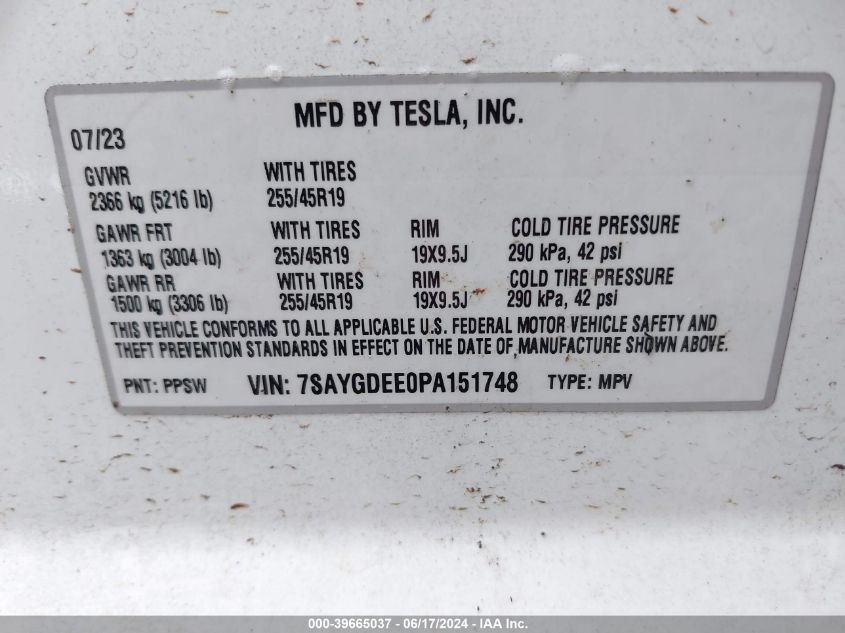 MFD BY TESLA, INC.
07/23
GVWR WITH TIRES
2366 kg (5216 lb) 255/45R19
GAWR FRT WITH TIRES RIM COLD TIRE PRESSURE
1363 kg (3004 lb) 255/45R19 19X9.5J 290 kPa, 42 psi
GAWR RR WITH TIRES RIM COLD TIRE PRESSURE
1500 kg (3306 lb) 255/45R19 19X9.5J 290 kPa, 42 psi
THIS VEHICLE CONFORMS TO ALL APPLICABLE U.S. FEDERAL MOTOR VEHICLE SAFETY AND
THEFT PREVENTION STANDARDS IN EFFECT ON THE DATE OF MANUFACTURE SHOWN ABOVE.
PNT: PPSW VIN: 7SAYGDEE0PA151748 TYPE: MPV
000-39665037 - 06/17/2024 - IAA Inc.